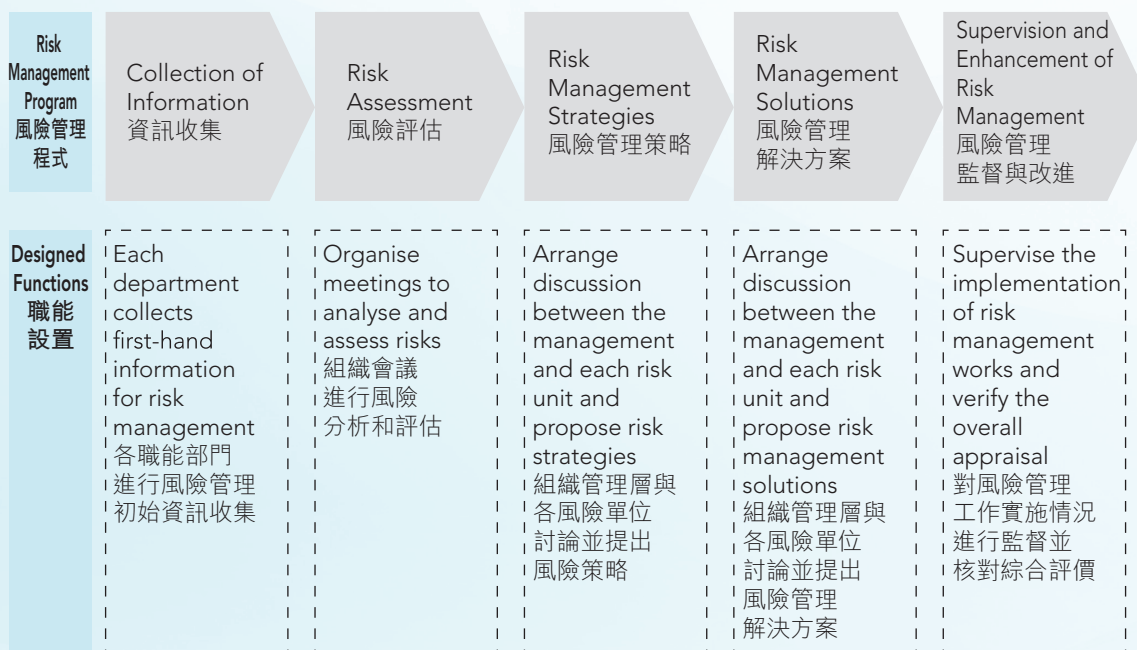 Risk
Management
Program
風險管理
程式
Collection of
Information
資訊收集
Risk
Assessment
風險評估
Risk
Management
Strategies
風險管理策略
Risk
Management
Solutions
風險管理
解決方案
Supervision and
Enhancement of
Risk
Management
風險管理
監督與改進
Designed
Functions
職能
設置
Each
department
collects
first-hand
information
for risk
management
各職能部門
進行風險管理
初始資訊收集
Organise
meetings to
analyse and
assess risks
組織會議
進行風險
分析和評估
Arrange
discussion
between the
management
and each risk
unit and
propose risk
strategies
組織管理層與
各風險單位
討論並提出
風險策略
Arrange
discussion
between the
management
and each risk
unit and
propose risk
management
solutions
組織管理層與
各風險單位
討論並提出
風險管理
解決方案
Supervise the
implementation
of risk
management
works and
verify the
overall
appraisal
對風險管理
工作實施情況
進行監督並
核對綜合評價